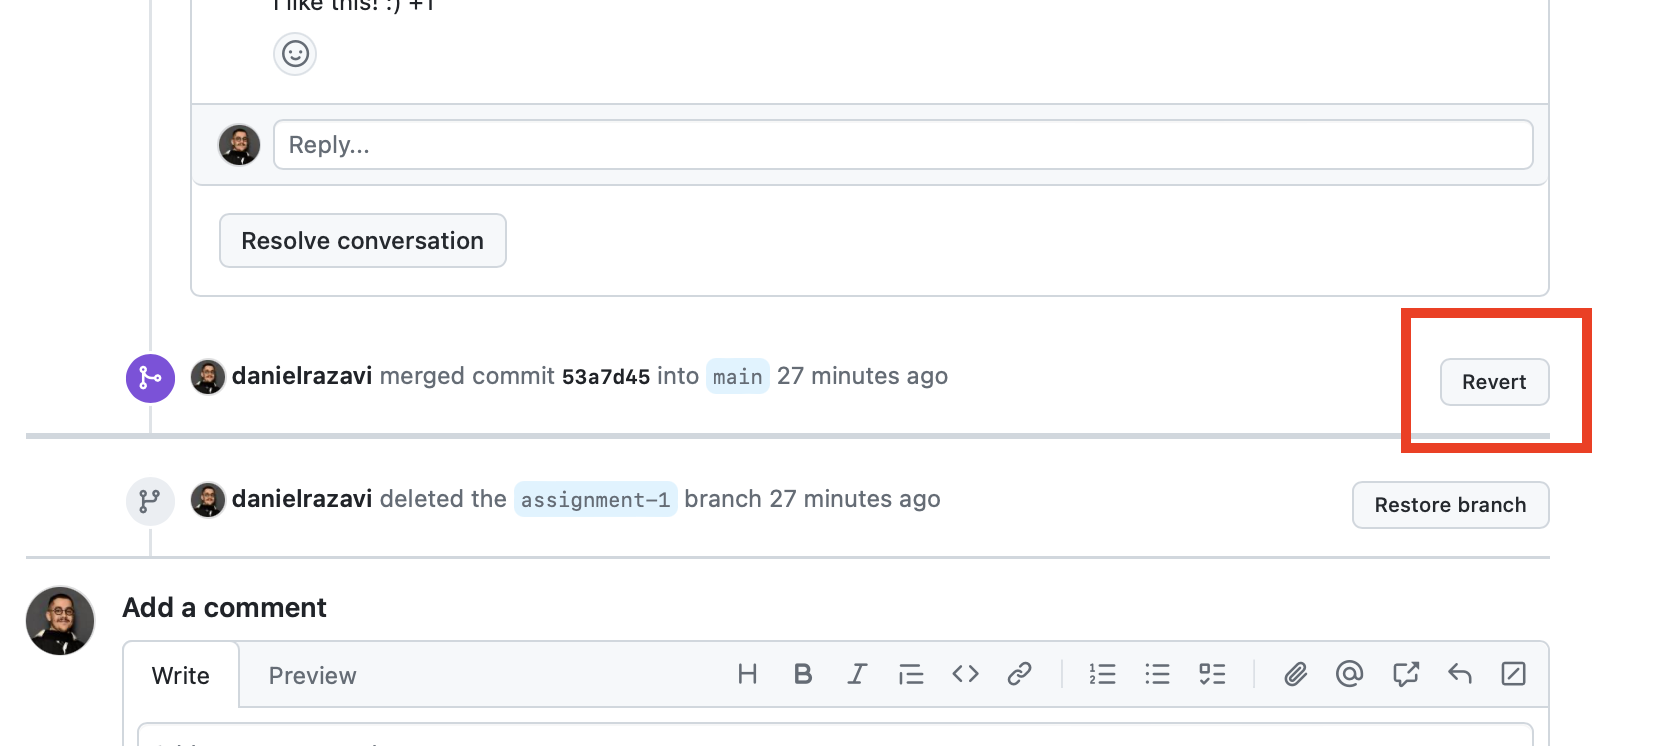 I like this! :) +1
Reply...
Resolve conversation
danielrazavi merged commit 53a7d45 into main 27 minutes ago
Revert
danielrazavi deleted the assignment-1 branch 27 minutes ago
Restore branch
Add a comment
Write Preview